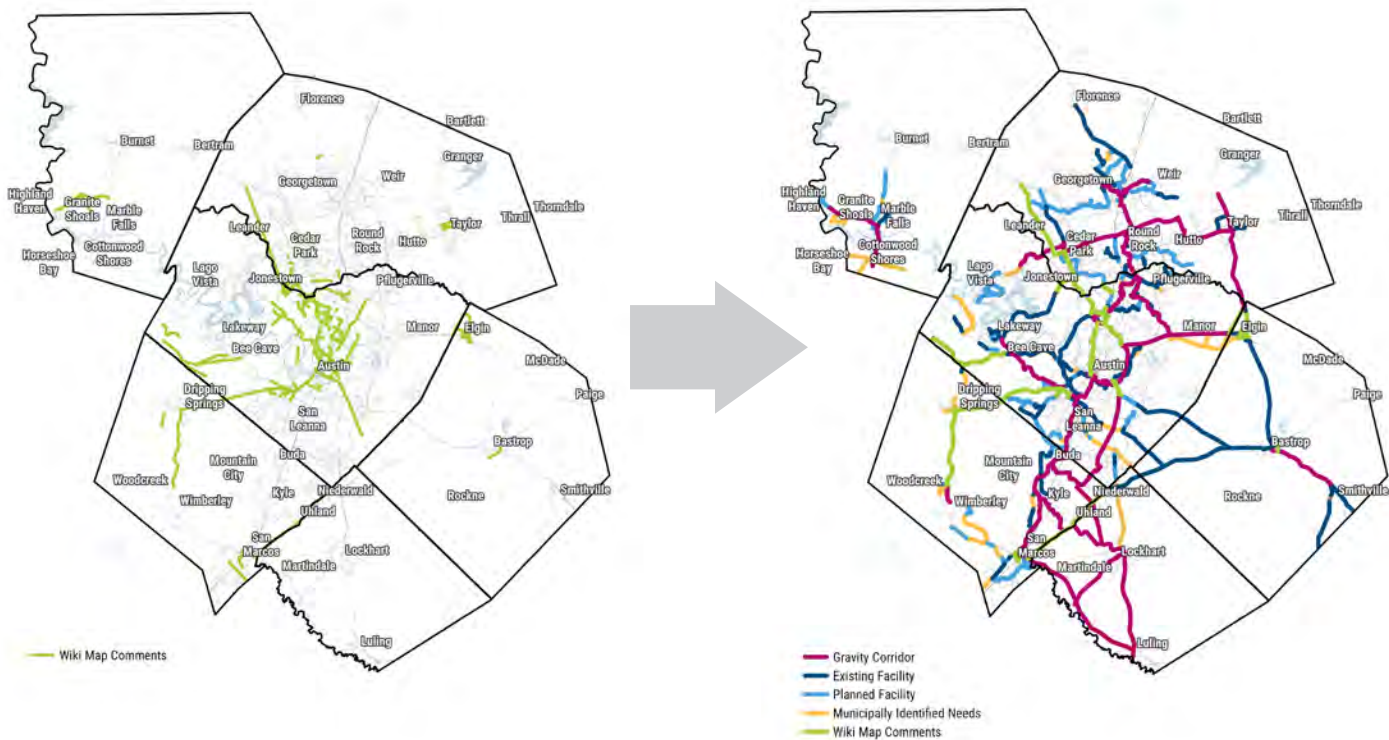 Florence
Bartlett
Burnet
Bertram
Granger
Georgetown
Weir
Highland
Haven
Granite
Shoals
Marble
Falls
Thorndale
Thrall
Taylor
Leander
Cedar
Park
Round
Rock
Hutto
Horseshoe
Bay
Cottonwood
Shores
Lago
Vista
Jonestown
Pflugerville
Lakeway
Manor
Elgin
Bee Cave
Austin
McDade
Dripping
Springs
Paige
San
Leanna
Bastrop
Buda
Woodcreek
Mountain
City
Wimberley
Kyle
Niederwald
Rockne
Smithville
Uhland
San
Marcos
Lockhart
Martindale
Luling
Wiki Map Comments
Florence
Bartlett
Burnet
Bertram
Granger
Georgetown
Weir
Highland
Haven
Granite
Shoals
Marble
Falls
Thorndale
Thrall
Taylor
Leander
Cedar
Park
Round
Rock
Hutto
Horseshoe
Bay
Cottonwood
Shores
Lago
Vista
Jonestown
Pflugerville
Lakeway
Manor
Elgin
Bee Cave
Austin
McDade
Dripping
Springs
Paige
San
Leanna
Bastrop
Buda
Woodcreek
Mountain
City
Wimberley
Kyle
Niederwald
Rockne
Smithville
Uhland
San
Marcos
Lockhart
Martindale
Luling
Gravity Corridor
Existing Facility
Planned Facility
Municipally Identified Needs
Wiki Map Comments